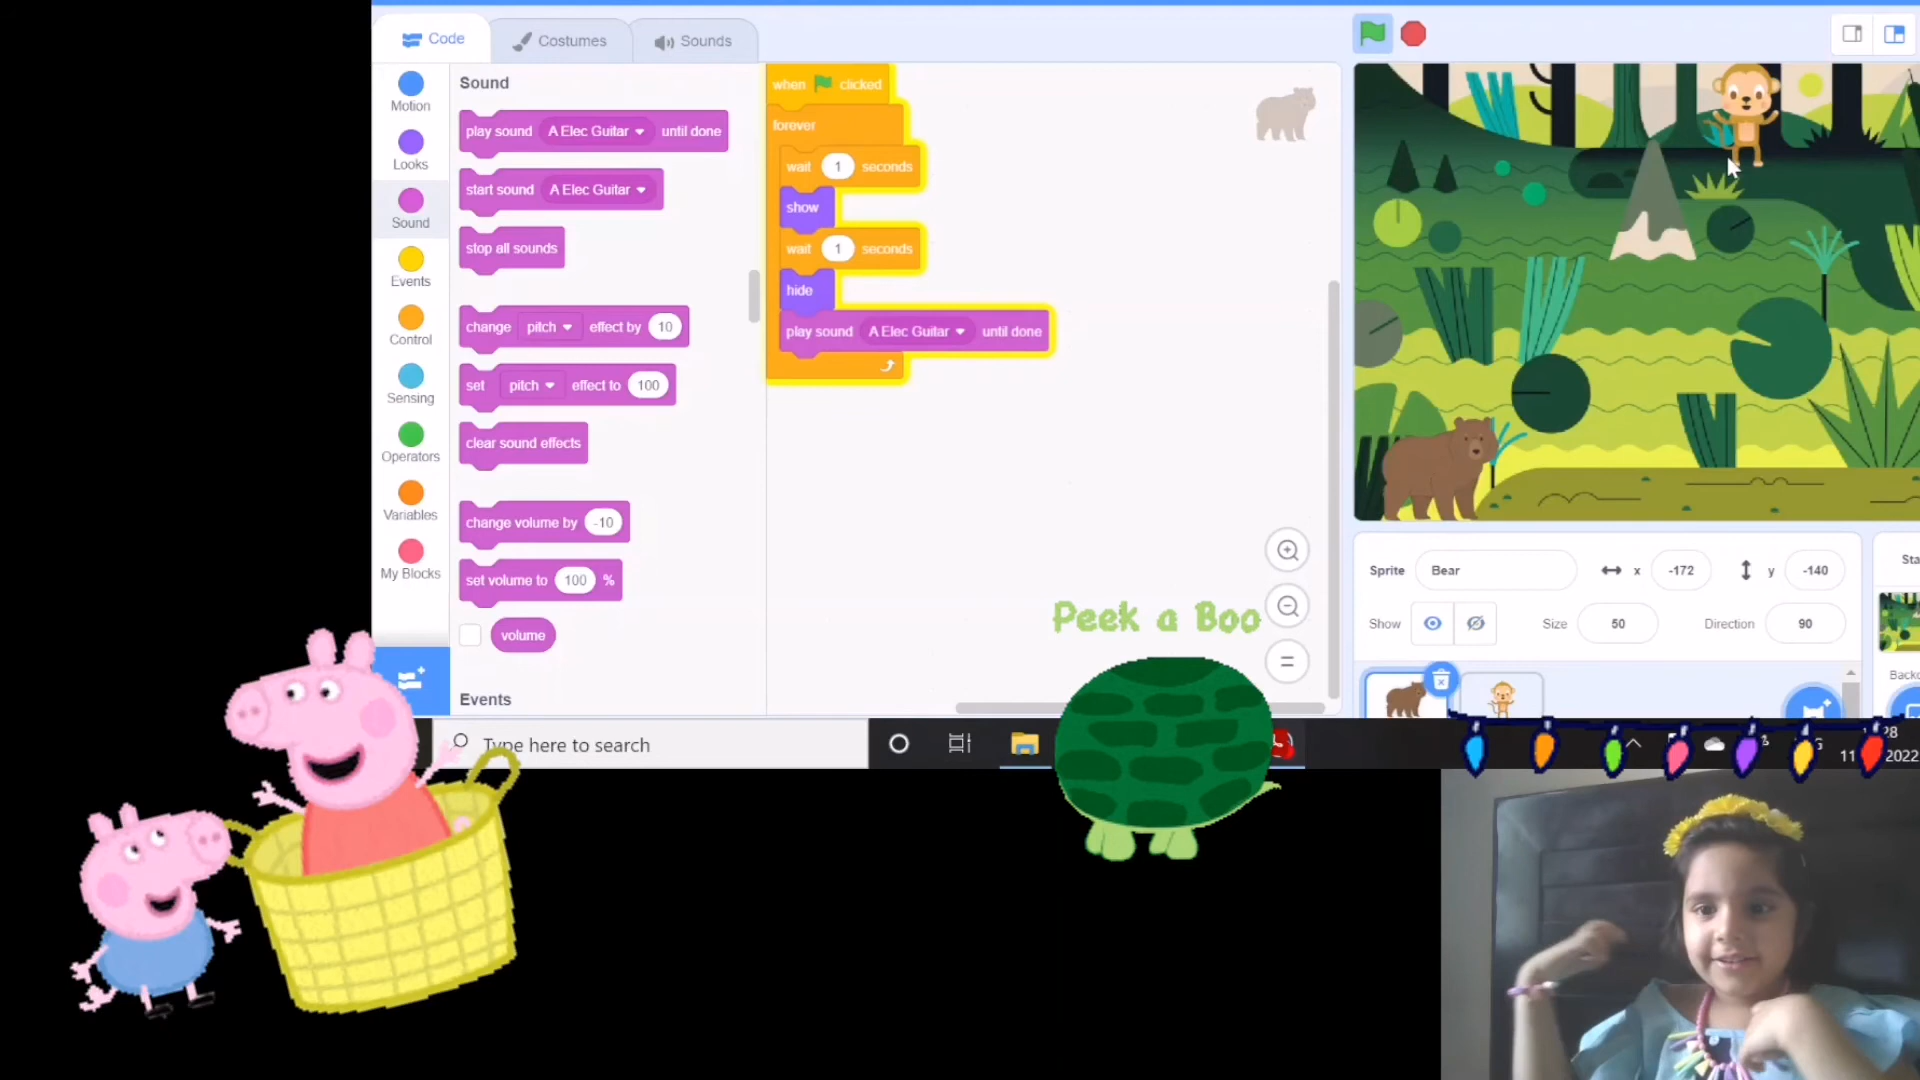 Code
Costumes
Sounds
Motion
Looks
Sound
Events
Control
Sensing
Operators
Variables
My Blocks
Sound
play sound A Elec Guitar until done
start sound A Elec Guitar
stop all sounds
change pitch effect by 10
set pitch effect to 100
clear sound effects
change volume by -10
set volume to 100 %
volume
Events
when clicked
forever
wait 1 seconds
show
wait 1 seconds
hide
play sound A Elec Guitar until done
Peek a Boo
Sprite Bear x -172 y -140
Show Size 50 Direction 90
Type here to search